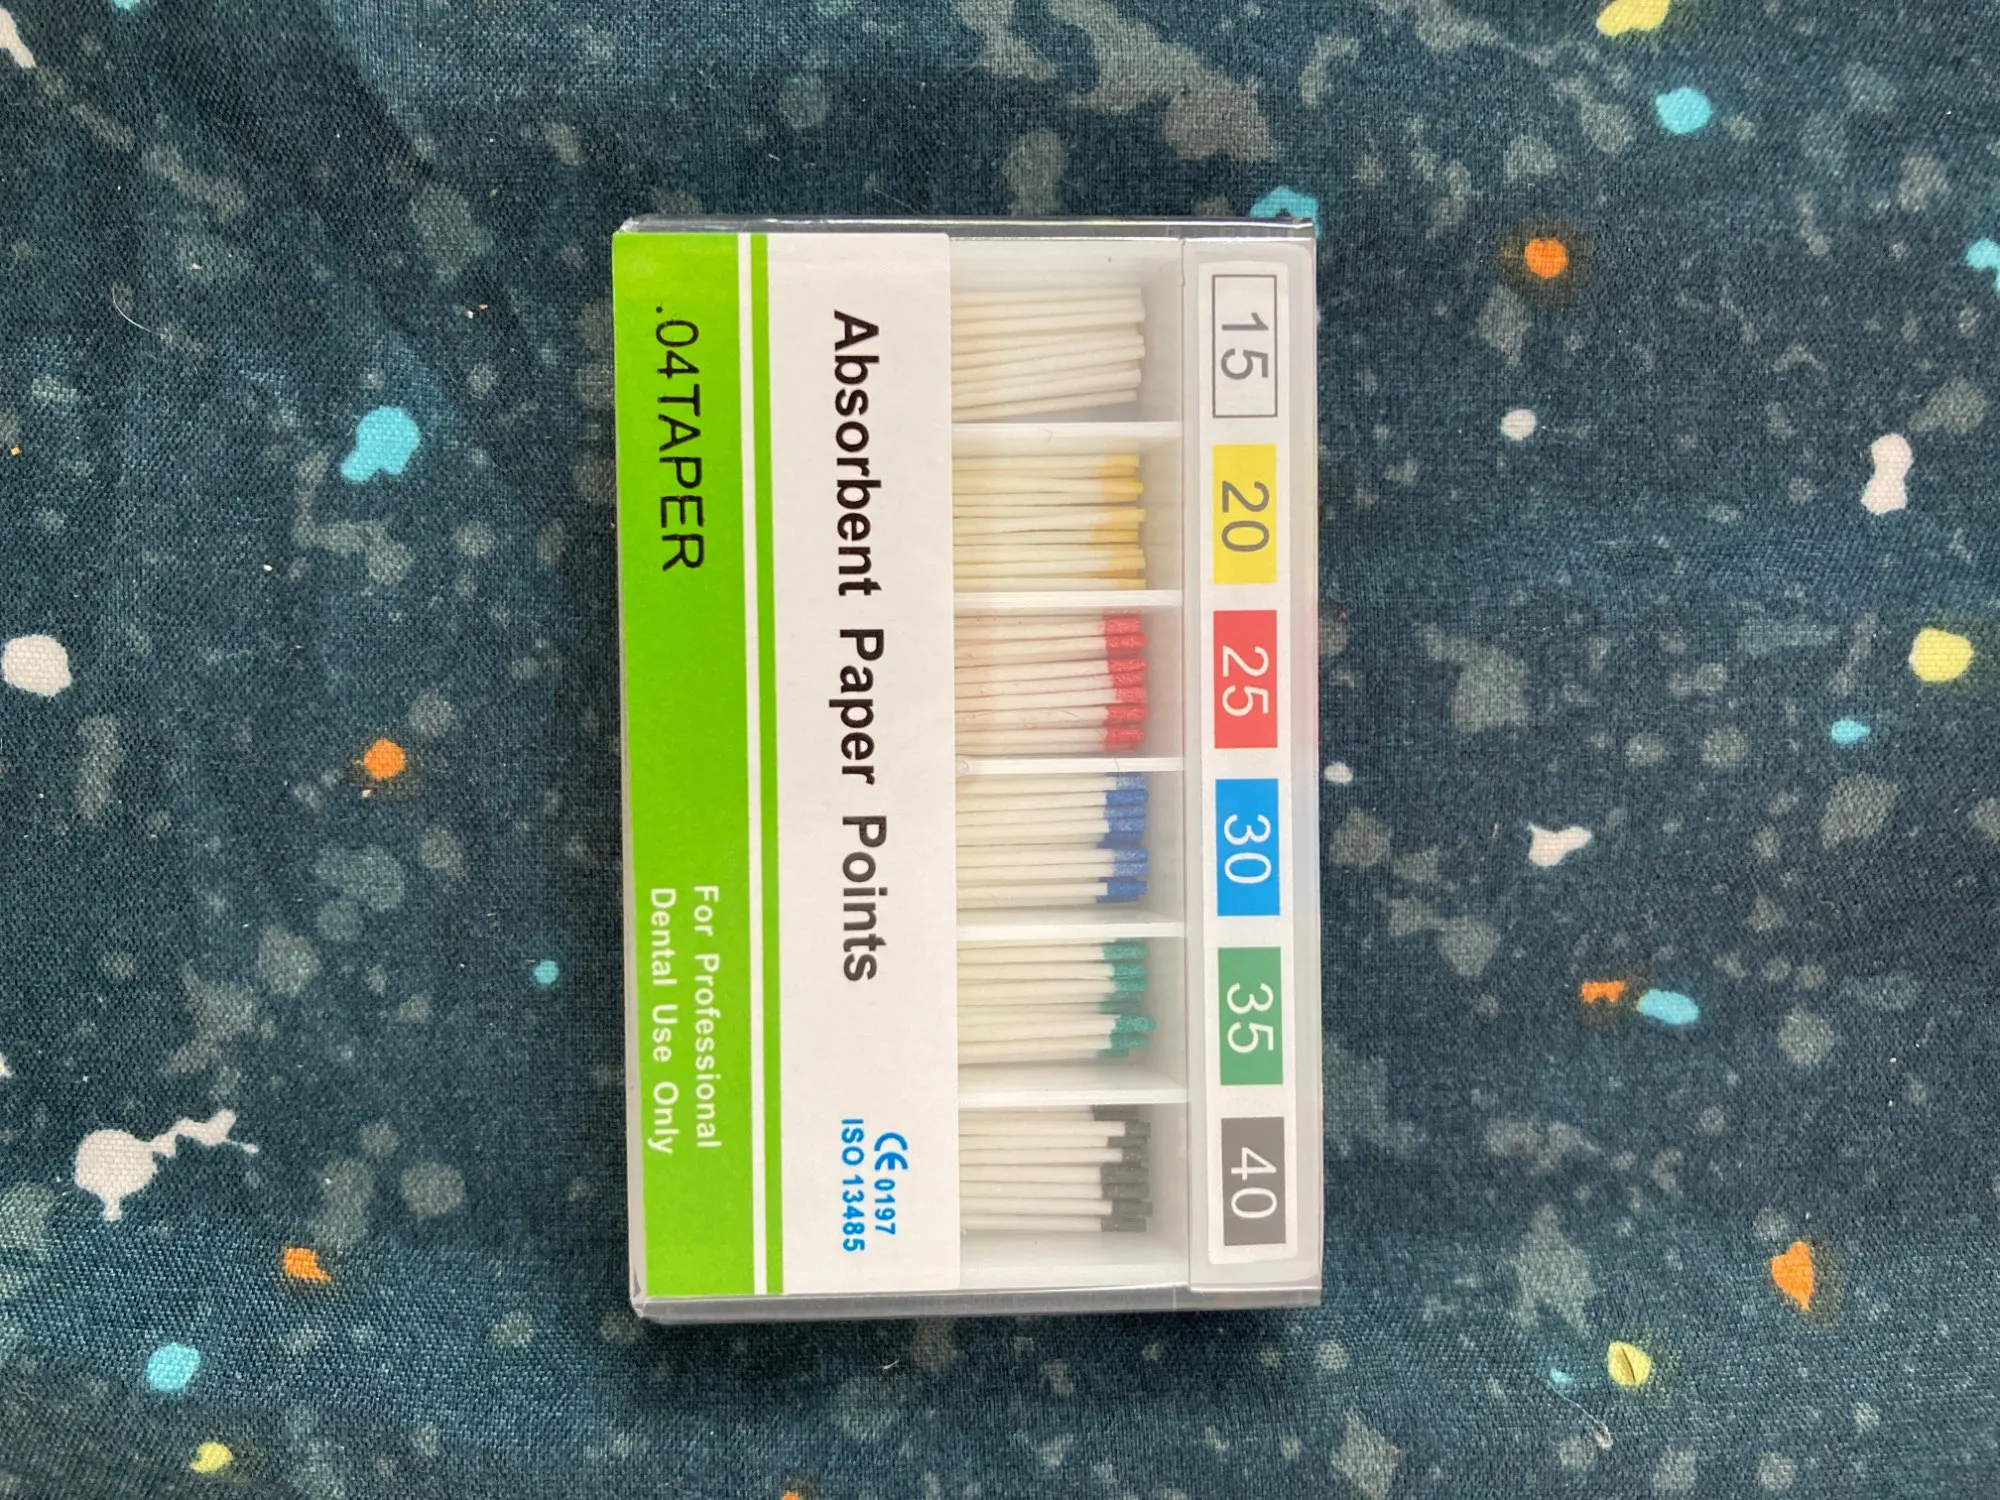 15 20 25 30 35 40
Absorbent Paper Points
CE 0197
ISO 13485
.04TAPER
For Professional
Dental Use Only